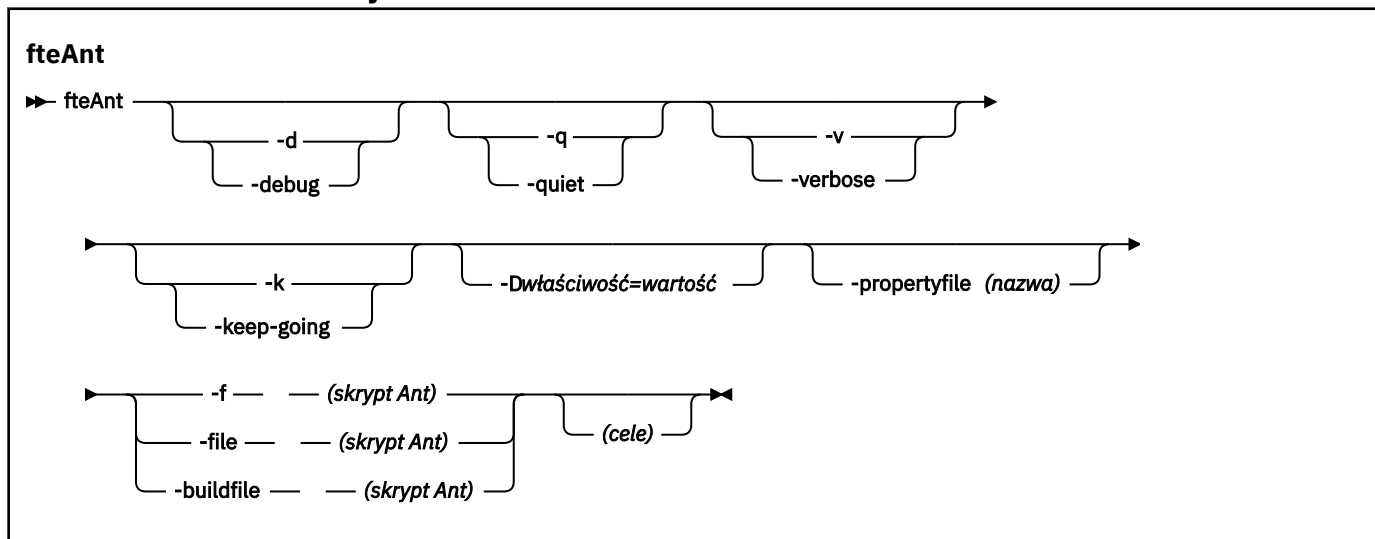 fteAnt
fteAnt
-d
-debug
-q
-quiet
-v
-verbose
-k
-keep-going
-Dwłaściwość=wartość
-propertyfile (nazwa)
-f (skrypt Ant)
-file (skrypt Ant)
-buildfile (skrypt Ant)
(cele)